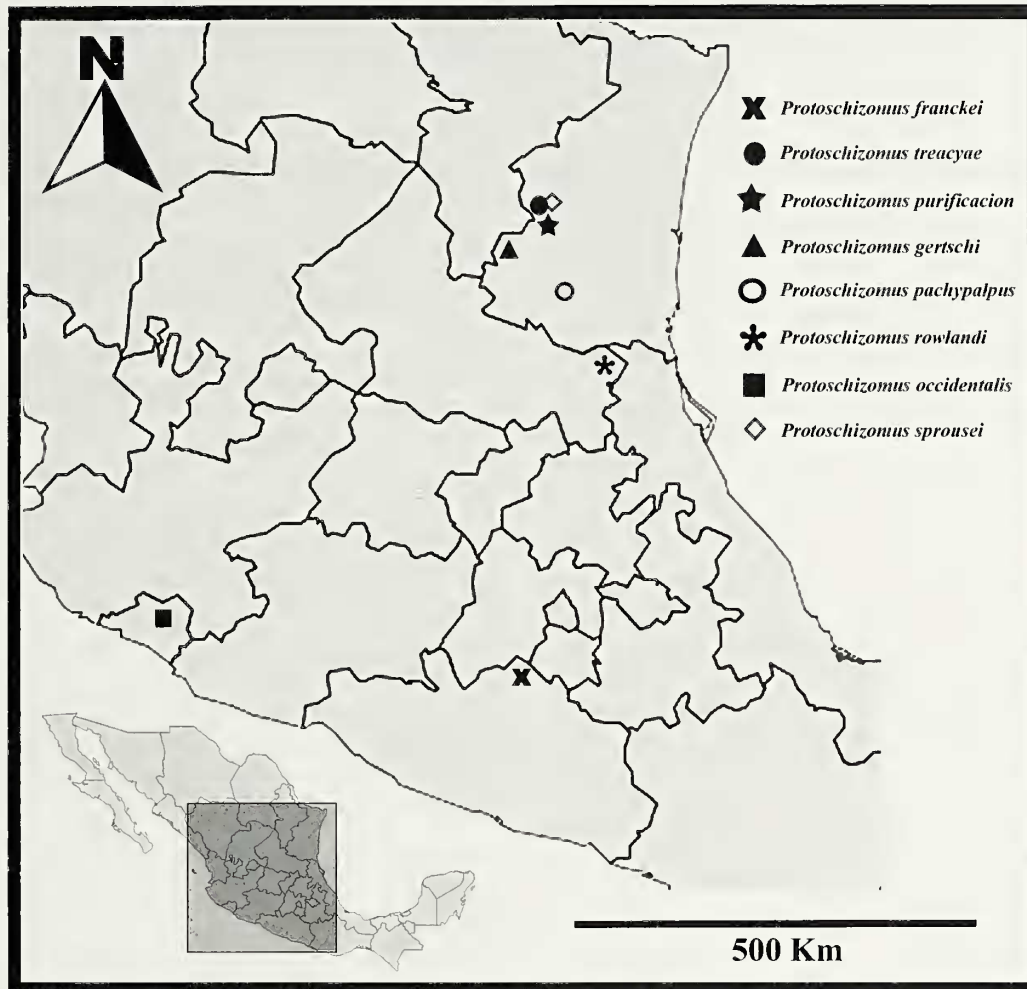 N
Protoschizomus franckei
Protoschizomus treacyae
Protoschizomus purificacion
Protoschizomus gertschi
Protoschizomus pachypalpus
Protoschizomus rowlandi
Protoschizomus occidentalis
Protoschizomus sprousei
500 Km